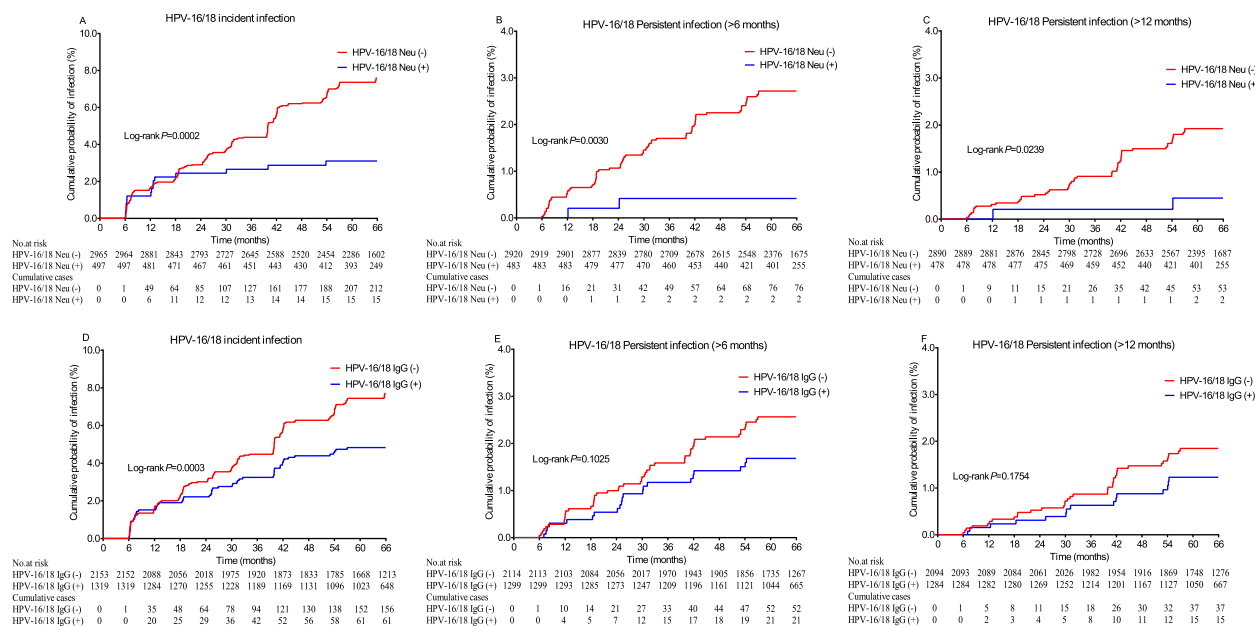 A
HPV-16/18 incident infection
10.0
8.0
6.0
4.0
2.0
0.0
Cumulative probability of infection (%)
HPV-16/18 Neu (-)
HPV-16/18 Neu (+)
Log-rank P=0.0002
0 6 12 18 24 30 36 42 48 54 60 66
Time (months)
No.at risk
HPV-16/18 Neu (-) 2965 2964 2881 2843 2793 2727 2645 2588 2520 2454 2286 1602
HPV-16/18 Neu (+) 497 497 481 471 467 461 451 443 430 412 393 249
Cumulative cases
HPV-16/18 Neu (-) 0 1 49 64 85 107 127 161 177 188 207 212
HPV-16/18 Neu (+) 0 0 6 11 12 12 13 14 14 15 15 15
B
HPV-16/18 Persistent infection (>6 months)
4.0
3.0
2.0
1.0
0.0
Cumulative probability of infection (%)
HPV-16/18 Neu (-)
HPV-16/18 Neu (+)
Log-rank P=0.0030
0 6 12 18 24 30 36 42 48 54 60 66
Time (months)
No.at risk
HPV-16/18 Neu (-) 2920 2919 2901 2877 2839 2780 2709 2678 2615 2548 2376 1675
HPV-16/18 Neu (+) 483 483 483 479 477 470 460 453 440 421 401 255
Cumulative cases
HPV-16/18 Neu (-) 0 1 16 21 31 42 49 57 64 68 76 76
HPV-16/18 Neu (+) 0 0 0 1 1 2 2 2 2 2 2 2
C
HPV-16/18 Persistent infection (>12 months)
4.0
3.0
2.0
1.0
0.0
Cumulative probability of infection (%)
HPV-16/18 Neu (-)
HPV-16/18 Neu (+
Log-rank P=0.0239
0 6 12 18 24 30 36 42 48 54 60 66
Time (months)
No.at risk
HPV-16/18 Neu (-) 2890 2889 2881 2876 2845 2798 2728 2696 2633 2567 2395 1687
HPV-16/18 Neu (+) 478 478 478 477 475 469 459 453 440 421 401 255
Cumulative cases
HPV-16/18 Neu (-) 0 1 9 11 15 21 26 35 42 45 53 53
HPV-16/18 Neu (+) 0 0 0 1 1 1 1 1 1 1 2 2
D
HPV-16/18 incident infection
10.0
8.0
6.0
4.0
2.0
0.0
Cumulative probability of infection (%)
HPV-16/18 IgG (-)
HPV-16/18 IgG (+)
Log-rank P=0.0003
0 6 12 18 24 30 36 42 48 54 60 66
Time (months)
No.at risk
HPV-16/18 IgG (-) 2153 2152 2088 2056 2018 1975 1920 1873 1833 1785 1668 1213
HPV-16/18 IgG (+) 1319 1319 1284 1270 1255 1228 1189 1169 1131 1096 1023 648
Cumulative cases
HPV-16/18 IgG (-) 0 1 35 48 64 78 94 121 130 138 152 156
HPV-16/18 IgG (+) 0 0 20 25 29 36 42 52 56 58 61 61
E
HPV-16/18 Persistent infection (>6 months)
4.0
3.0
2.0
1.0
0.0
Cumulative probability of infection (%)
HPV-16/18 IgG (-)
HPV-16/18 IgG (+)
Log-rank P=0.1025
0 6 12 18 24 30 36 42 48 54 60 66
Time (months)
No.at risk
HPV-16/18 IgG (-) 2114 2113 2103 2084 2056 2017 1970 1943 1905 1856 1735 1267
HPV-16/18 IgG (+) 1299 1299 1293 1285 1273 1247 1209 1196 1161 1121 1044 665
Cumulative cases
HPV-16/18 IgG (-) 0 1 10 14 21 27 33 40 44 47 52 52
HPV-16/18 IgG (+) 0 0 4 5 7 12 15 17 18 19 21 21
F
HPV-16/18 Persistent infection (>12 months)
4.0
3.0
2.0
1.0
0.0
Cumulative probability of infection (%)
HPV-16/18 IgG (-)
HPV-16/18 IgG (+)
Log-rank P=0.1754
0 6 12 18 24 30 36 42 48 54 60 66
Time (months)
No.at risk
HPV-16/18 IgG (-) 2094 2093 2089 2084 2061 2026 1982 1954 1916 1869 1748 1276
HPV-16/18 IgG (+) 1284 1284 1282 1280 1269 1252 1214 1201 1167 1127 1050 667
Cumulative cases
HPV-16/18 IgG (-) 0 1 5 8 11 15 18 26 30 32 37 37
HPV-16/18 IgG (+) 0 0 2 3 4 5 8 10 11 12 15 15